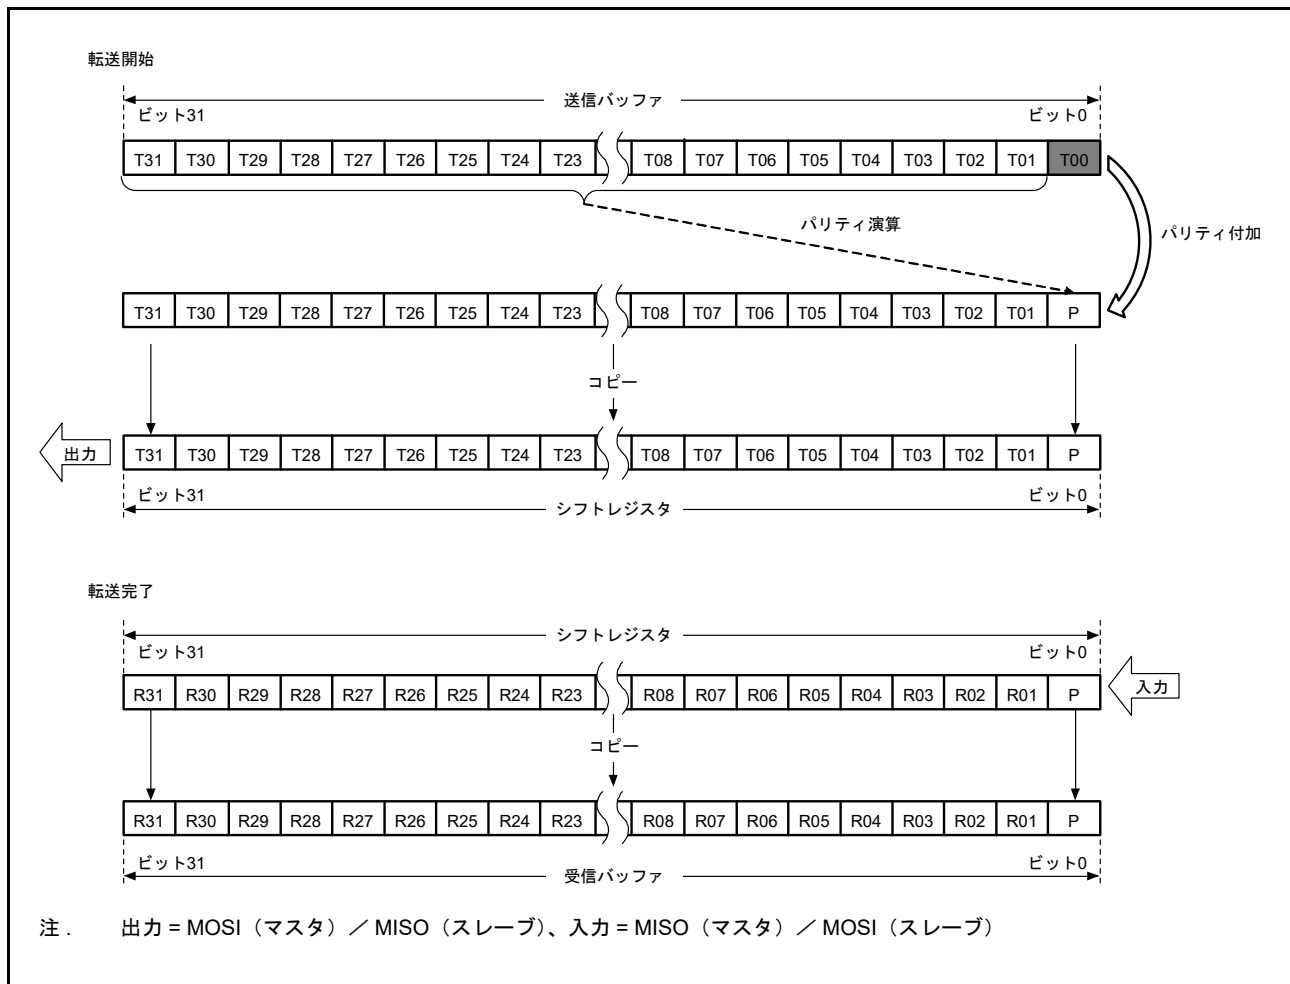 転送開始
送信バッファ
ビット31 ビット0
T31 T30 T29 T28 T27 T26 T25 T24 T23 T08 T07 T06 T05 T04 T03 T02 T01 T00
パリティ演算
パリティ付加
T31 T30 T29 T28 T27 T26 T25 T24 T23 T08 T07 T06 T05 T04 T03 T02 T01 P
コピー
出力
T31 T30 T29 T28 T27 T26 T25 T24 T23 T08 T07 T06 T05 T04 T03 T02 T01 P
ビット31 ビット0
シフトレジスタ
転送完了
シフトレジスタ
ビット31 ビット0
R31 R30 R29 R28 R27 R26 R25 R24 R23 R08 R07 R06 R05 R04 R03 R02 R01 P
入力
コピー
R31 R30 R29 R28 R27 R26 R25 R24 R23 R08 R07 R06 R05 R04 R03 R02 R01 P
ビット31 ビット0
受信バッファ
注． 出力 = MOSI（マスタ）／ MISO（スレーブ）、入力 = MISO（マスタ）／ MOSI（スレーブ）